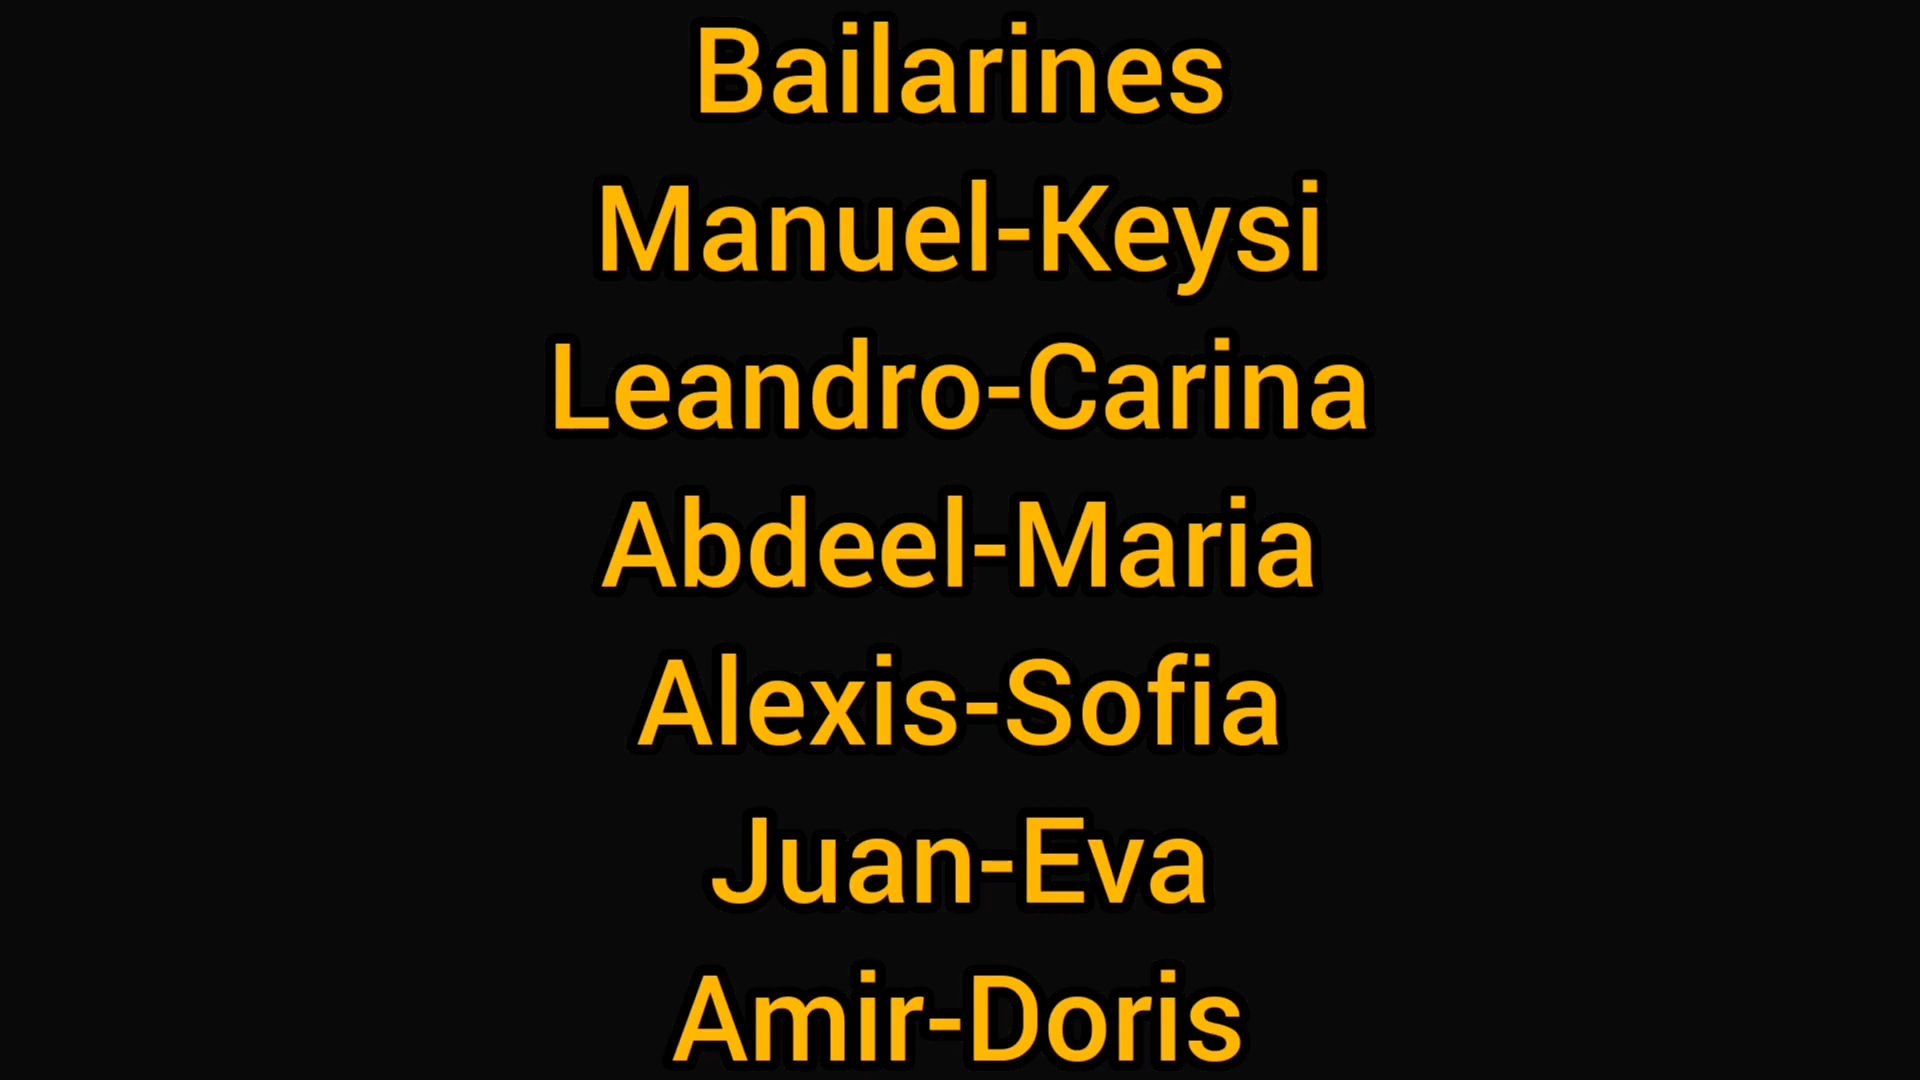 Bailarines
Manuel-Keysi
Leandro-Carina
Abdeel-Maria
Alexis-Sofia
Juan-Eva
Amir-Doris